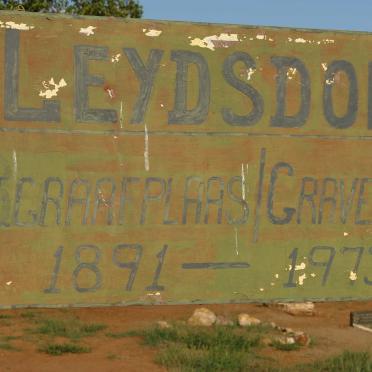 LEYDSDO
GRAAFPLAAS/GRAVE
1891 — 197